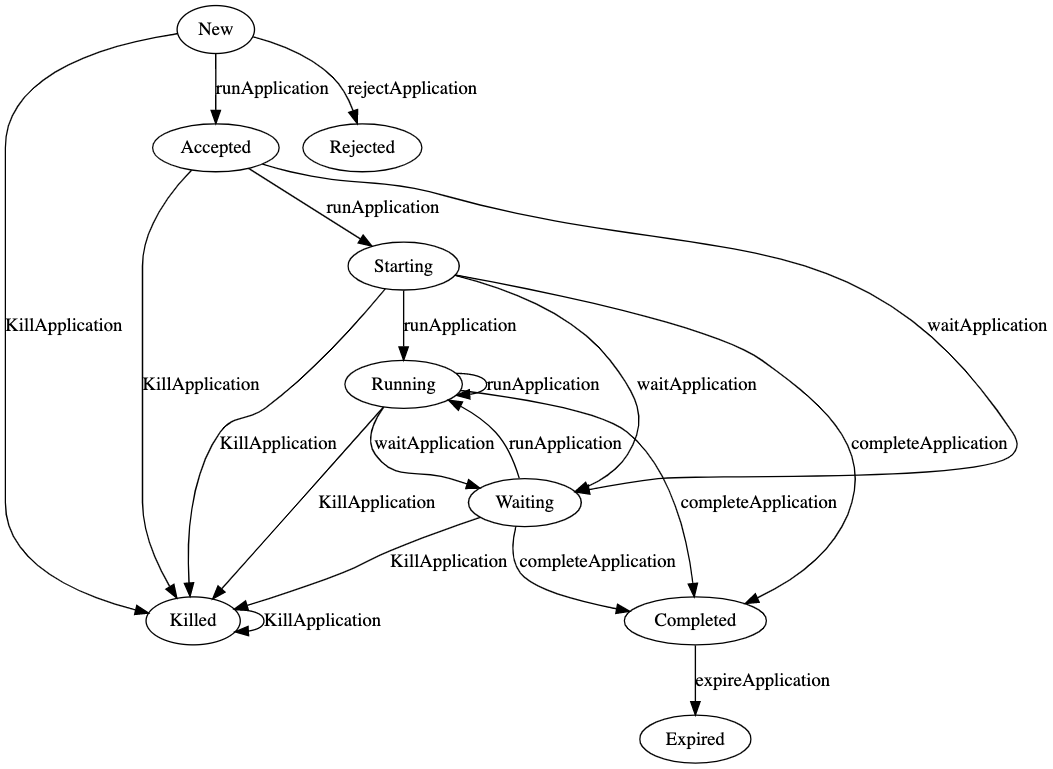 New
runApplication
rejectApplication
Accepted
Rejected
runApplication
Starting
KillApplication
runApplication
waitApplication
KillApplication
Running
runApplication
waitApplication
KillApplication
waitApplication
runApplication
completeApplication
KillApplication
Waiting
completeApplication
KillApplication
completeApplication
Killed
KillApplication
Completed
expireApplication
Expired